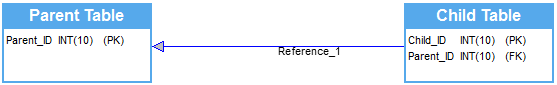 Parent Table
Parent_ID INT(10) (PK)
Reference_1
Child Table
Child_ID INT(10) (PK)
Parent_ID INT(10) (FK)